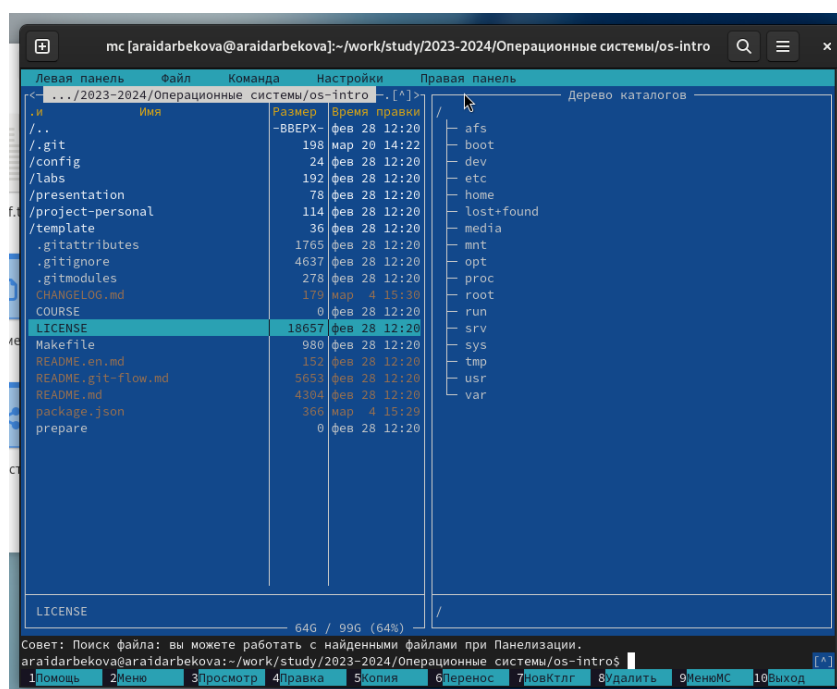 mc [araidarbekova@araidarbekova]:~/work/study/2023-2024/Операционные системы/os-intro
Левая панель Файл Команда Настройки Правая панель
<─ .../2023-2024/Операционные системы/os-intro ─.[^]>
.и Имя Размер Время правки
/.. -ВВЕРХ- фев 28 12:20
/.git 198 мар 20 14:22
/config 24 фев 28 12:20
/labs 192 фев 28 12:20
/presentation 78 фев 28 12:20
/project-personal 114 фев 28 12:20
/template 36 фев 28 12:20
.gitattributes 1765 фев 28 12:20
.gitignore 4637 фев 28 12:20
.gitmodules 278 фев 28 12:20
CHANGELOG.md 179 мар 4 15:30
COURSE 0 фев 28 12:20
LICENSE 18657 фев 28 12:20
Makefile 980 фев 28 12:20
README.en.md 152 фев 28 12:20
README.git-flow.md 5653 фев 28 12:20
README.md 4304 фев 28 12:20
package.json 366 мар 4 15:29
prepare 0 фев 28 12:20
LICENSE
64G / 99G (64%)
Дерево каталогов
/
afs
boot
dev
etc
home
lost+found
media
mnt
opt
proc
root
run
srv
sys
tmp
usr
var
/
Совет: Поиск файла: вы можете работать с найденными файлами при Панелизации.
araidarbekova@araidarbekova:~/work/study/2023-2024/Операционные системы/os-intro$ [^]
1Помощь 2Меню 3Просмотр 4Правка 5Копия 6Перенос 7НовКтлг 8Удалить 9МенюМС 10Выход